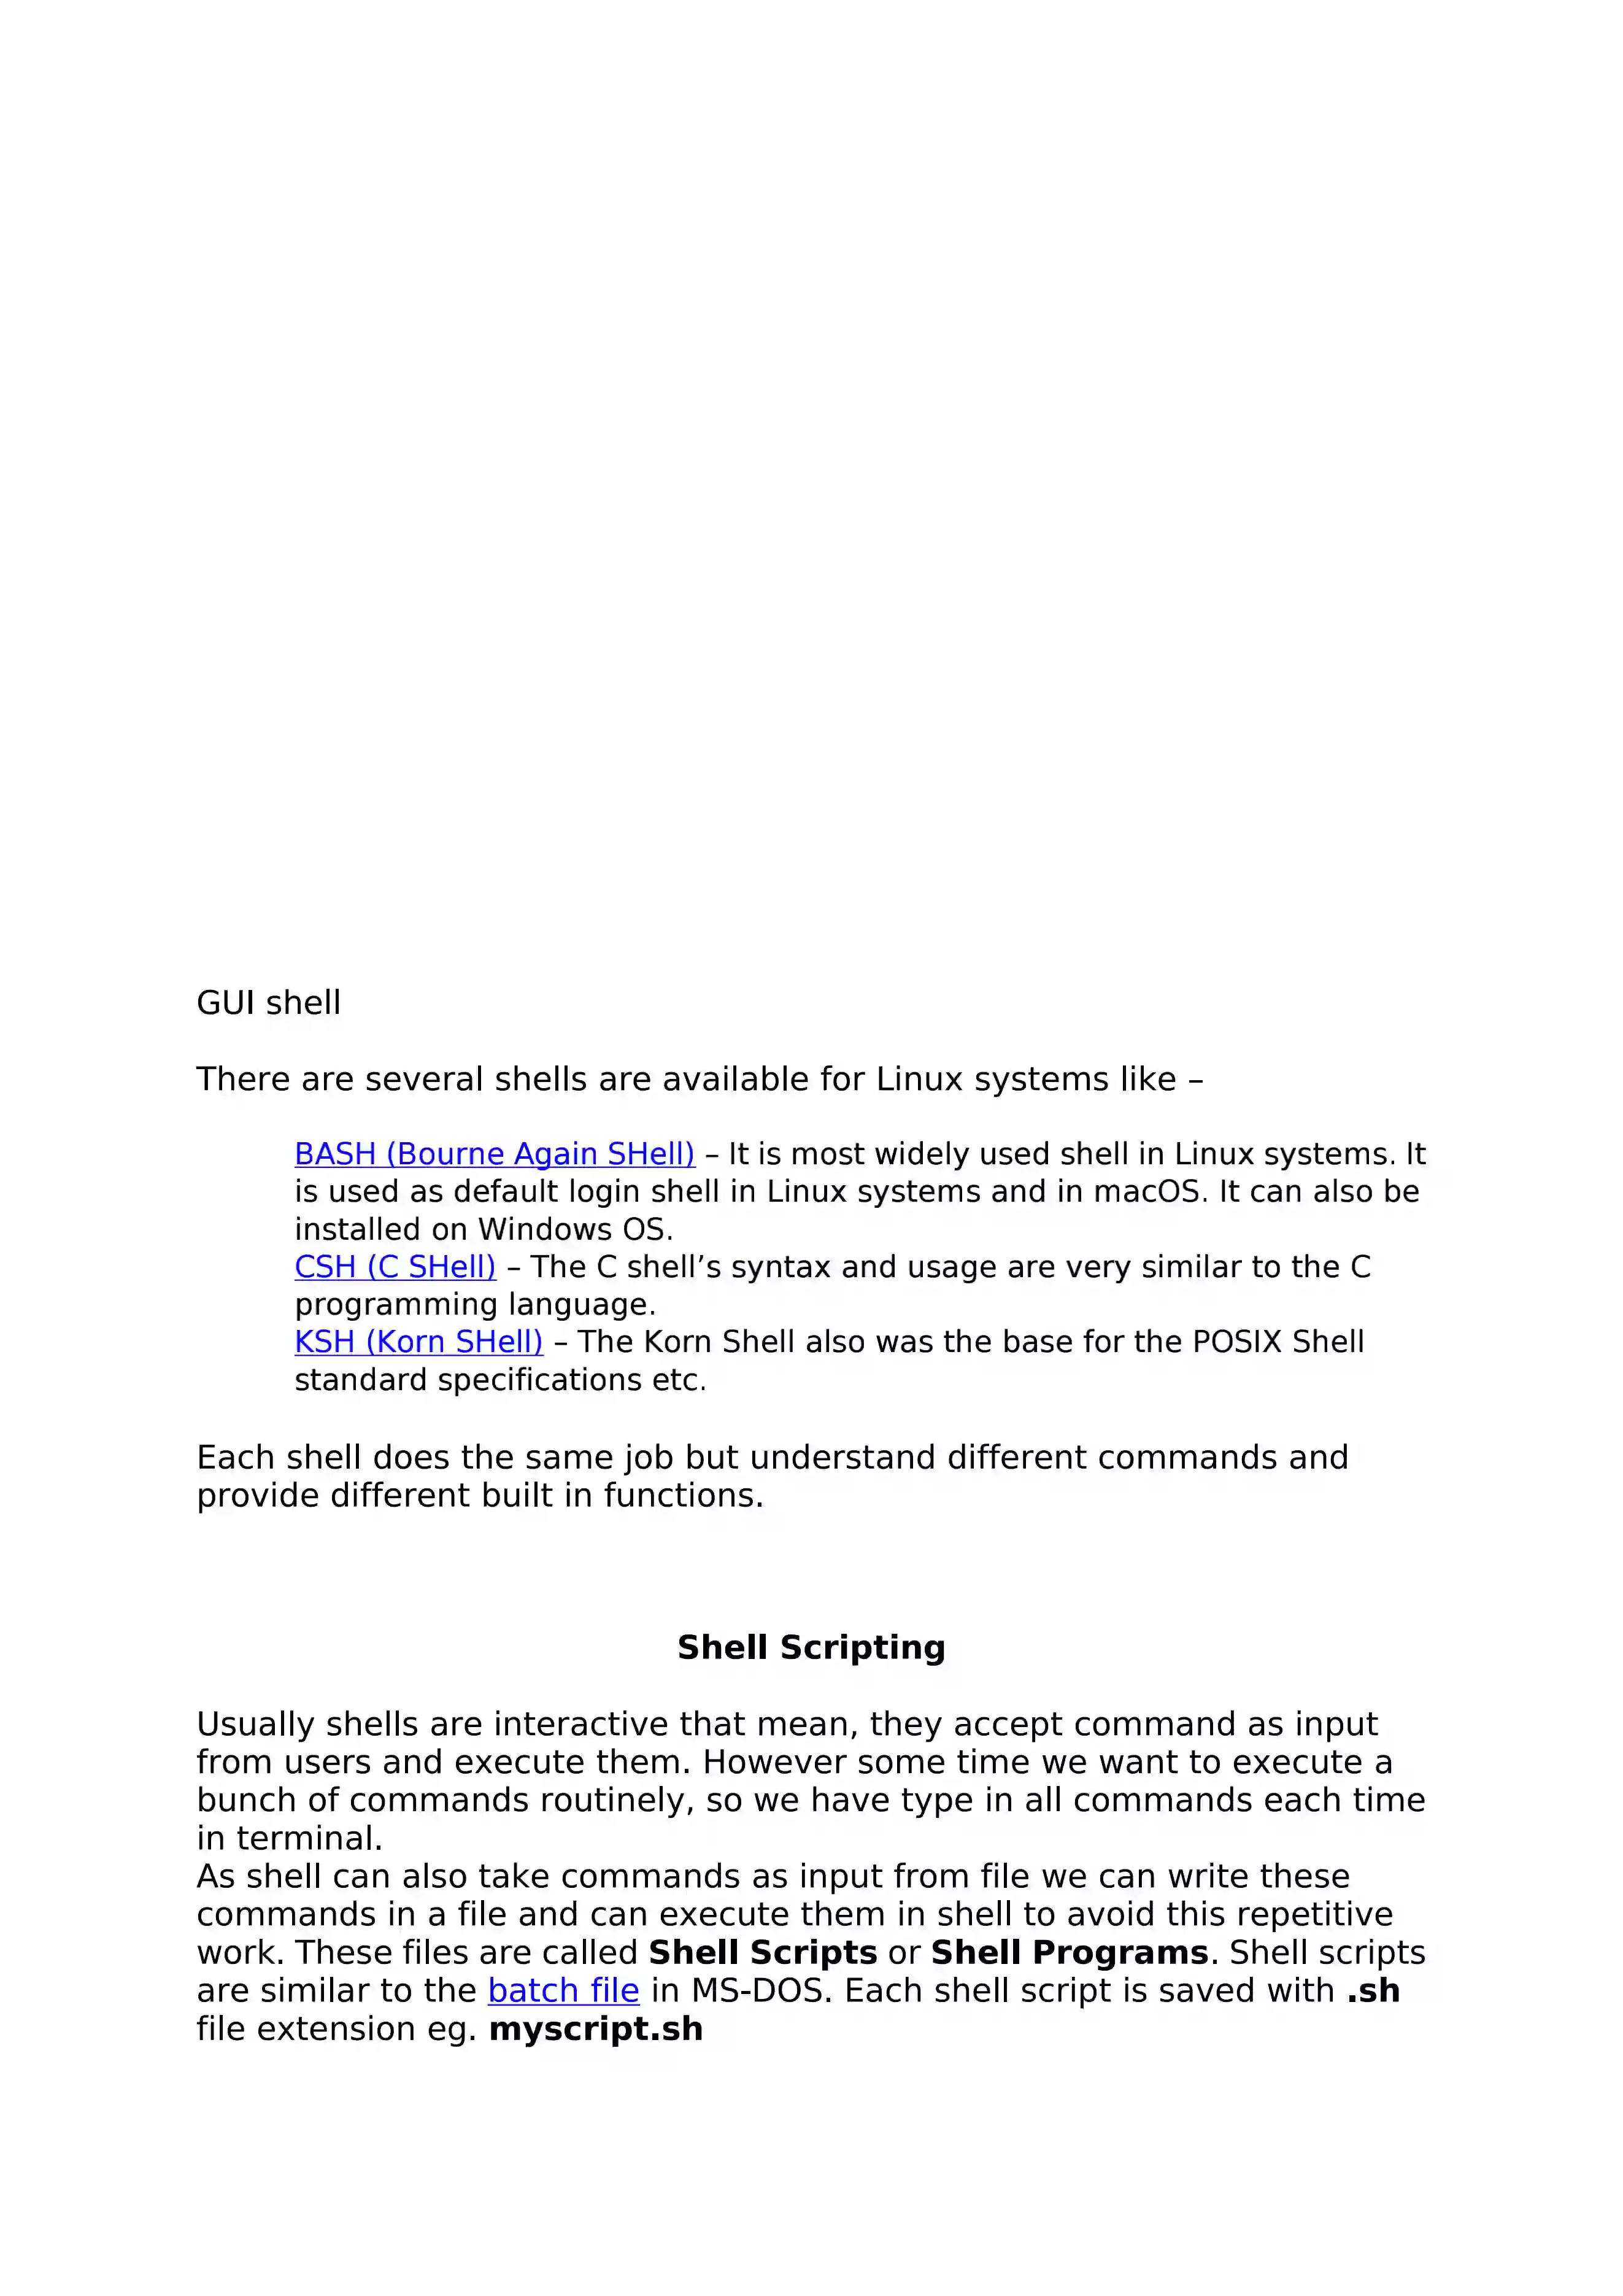 GUI shell
There are several shells are available for Linux systems like –
BASH (Bourne Again SHell) – It is most widely used shell in Linux systems. It
is used as default login shell in Linux systems and in macOS. It can also be
installed on Windows OS.
CSH (C SHell) – The C shell’s syntax and usage are very similar to the C
programming language.
KSH (Korn SHell) – The Korn Shell also was the base for the POSIX Shell
standard specifications etc.
Each shell does the same job but understand different commands and
provide different built in functions.
Shell Scripting
Usually shells are interactive that mean, they accept command as input
from users and execute them. However some time we want to execute a
bunch of commands routinely, so we have type in all commands each time
in terminal.
As shell can also take commands as input from file we can write these
commands in a file and can execute them in shell to avoid this repetitive
work. These files are called Shell Scripts or Shell Programs. Shell scripts
are similar to the batch file in MS-DOS. Each shell script is saved with .sh
file extension eg. myscript.sh